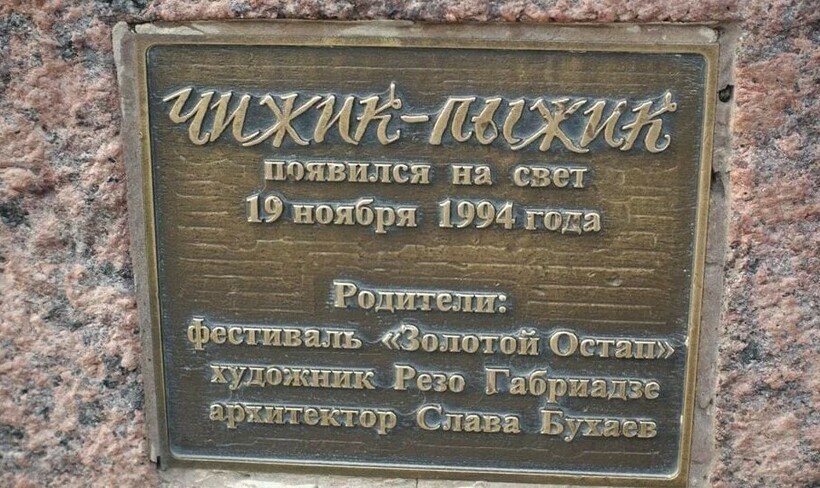 Чижик-Пыжик
появился на свет
19 ноября 1994 года
Родители:
фестиваль «Золотой Остап»
художник Резо Габриадзе
архитектор Слава Бухаев